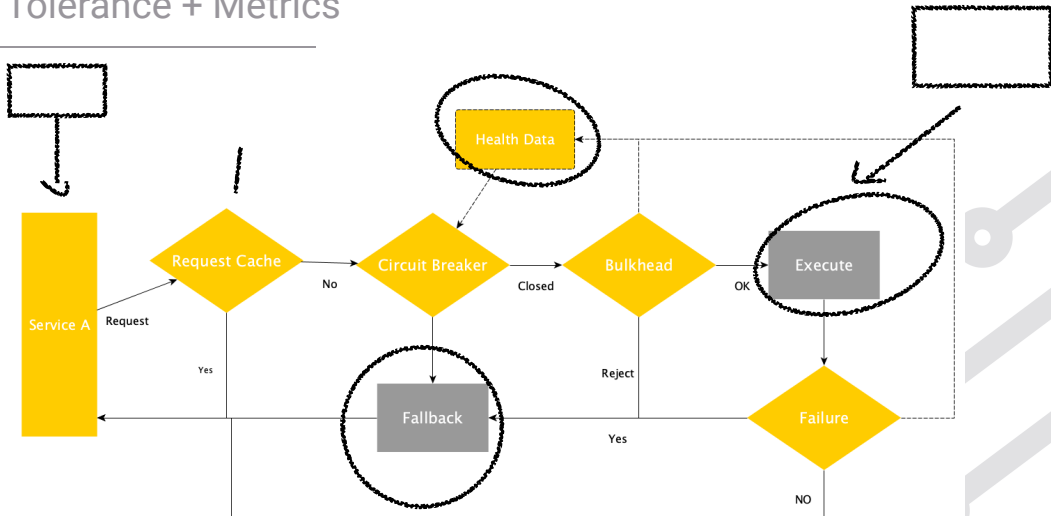 Tolerance + Metrics
Health Data
Request Cache
Circuit Breaker
Bulkhead
Execute
No
Closed
OK
Service A
Request
Yes
Reject
Fallback
Failure
Yes
NO